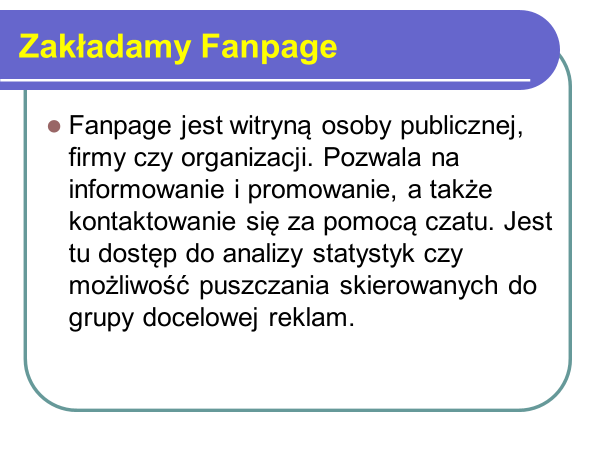 Zakładamy Fanpage
Fanpage jest witryną osoby publicznej,
firmy czy organizacji. Pozwala na
informowanie i promowanie, a także
kontaktowanie się za pomocą czatu. Jest
tu dostęp do analizy statystyk czy
możliwość puszczania skierowanych do
grupy docelowej reklam.